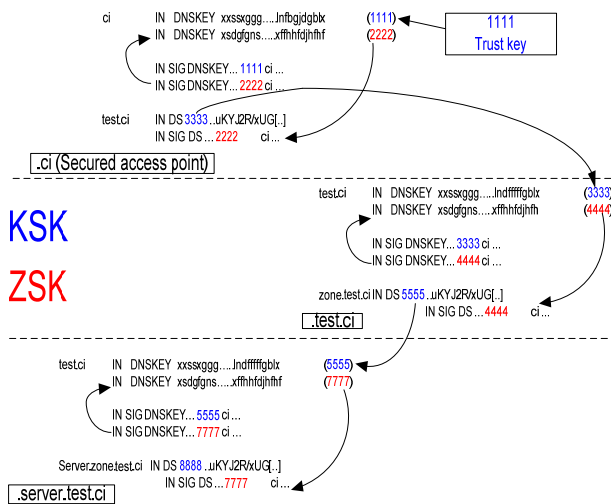 ci IN DNSKEY xxssxggg.....lnfbgjdgblx (1111)
IN DNSKEY xsdgfgns.....xffhhfdjhfhf (2222)
1111
Trust key
IN SIG DNSKEY... 1111 ci ...
IN SIG DNSKEY... 2222 ci ...
test.ci IN DS 3333 ..uKYJ2R/xUG[..]
IN SIG DS ... 2222 ci ...
.ci (Secured access point)
test.ci IN DNSKEY xxssxggg.....lndfffffgblx (3333)
IN DNSKEY xsdgfgns.....xffhhfdjhfh (4444)
KSK
IN SIG DNSKEY... 3333 ci ...
IN SIG DNSKEY... 4444 ci ...
ZSK
zone.test.ci IN DS 5555 ..uKYJ2R/xUG[..]
IN SIG DS ... 4444 ci ...
.test.ci
test.ci IN DNSKEY xxssxggg.....lndfffffgblx (5555)
IN DNSKEY xsdgfgns.....xffhhfdjhfhf (7777)
IN SIG DNSKEY... 5555 ci ...
IN SIG DNSKEY... 7777 ci ...
Server.zone.test.ci IN DS 8888 ..uKYJ2R/xUG[..]
IN SIG DS ... 7777 ci ...
.server.test.ci